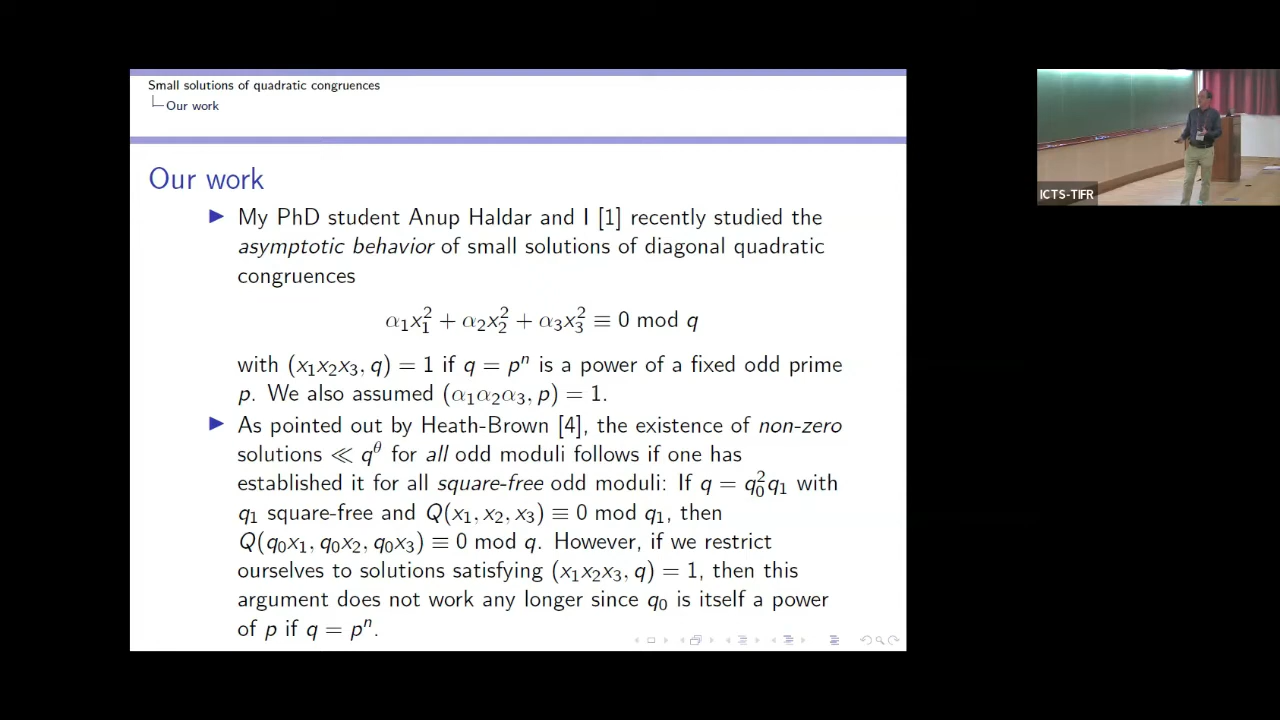 Small solutions of quadratic congruences
Our work
Our work
▶ My PhD student Anup Haldar and I [1] recently studied the
asymptotic behavior of small solutions of diagonal quadratic
congruences
α₁x₁² + α₂x₂² + α₃x₃² ≡ 0 mod q
with (x₁x₂x₃, q) = 1 if q = pⁿ is a power of a fixed odd prime
p. We also assumed (α₁α₂α₃, p) = 1.
▶ As pointed out by Heath-Brown [4], the existence of non-zero
solutions ≪ q^θ for all odd moduli follows if one has
established it for all square-free odd moduli: If q = q₀²q₁ with
q₁ square-free and Q(x₁, x₂, x₃) ≡ 0 mod q₁, then
Q(q₀x₁, q₀x₂, q₀x₃) ≡ 0 mod q. However, if we restrict
ourselves to solutions satisfying (x₁x₂x₃, q) = 1, then this
argument does not work any longer since q₀ is itself a power
of p if q = pⁿ.
ICTS-TIFR